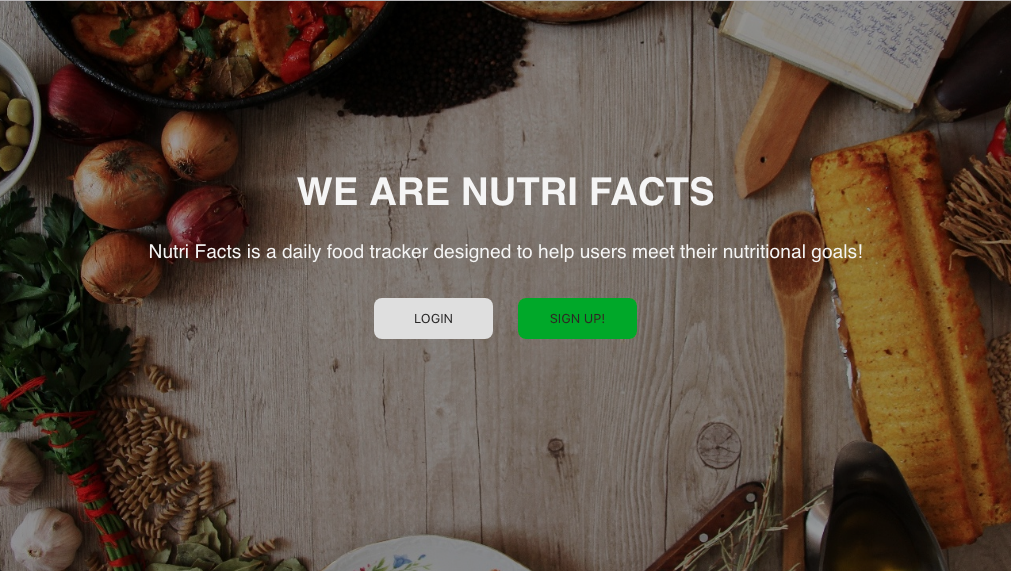 WE ARE NUTRI FACTS
Nutri Facts is a daily food tracker designed to help users meet their nutritional goals!
LOGIN
SIGN UP!